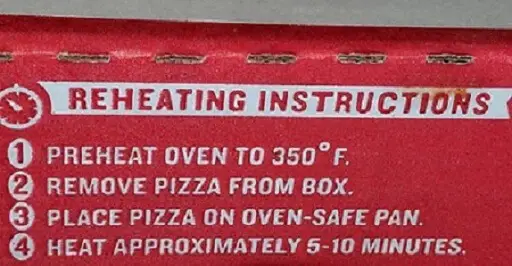 REHEATING INSTRUCTIONS
1 PREHEAT OVEN TO 350°F.
2 REMOVE PIZZA FROM BOX.
3 PLACE PIZZA ON OVEN-SAFE PAN.
4 HEAT APPROXIMATELY 5-10 MINUTES.